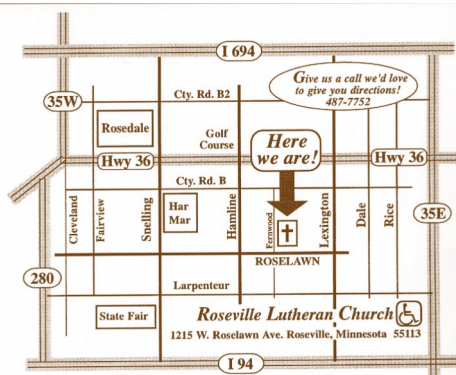 I 694
Give us a call we'd love
to give you directions!
487-7752
35W
Cty. Rd. B2
Rosedale
Golf
Course
Here
we are!
Hwy 36
Hwy 36
Cty. Rd. B
Cleveland
Fairview
Snelling
Har
Mar
Hamline
Fernwood
Lexington
Dale
Rice
35E
ROSELAWN
280
Larpenteur
State Fair
Roseville Lutheran Church
1215 W. Roselawn Ave. Roseville, Minnesota 55113
I 94